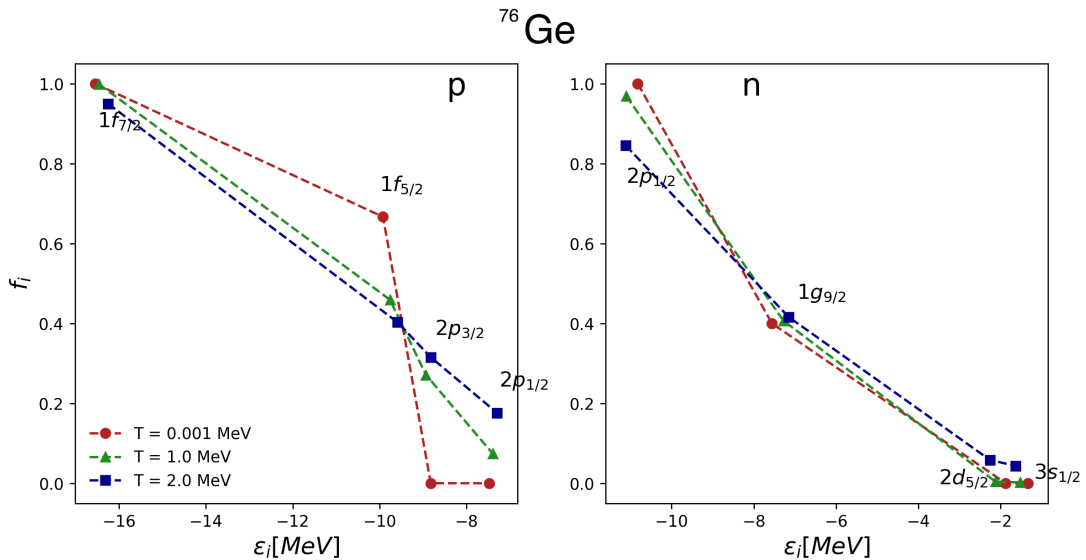 ⁷⁶Ge
p
n
1f₇/₂
1f₅/₂
2p₃/₂
2p₁/₂
2p₁/₂
1g₉/₂
2d₅/₂
3s₁/₂
T = 0.001 MeV
T = 1.0 MeV
T = 2.0 MeV
fᵢ
1.0
0.8
0.6
0.4
0.2
0.0
−16 −14 −12 −10 −8
εᵢ[MeV]
1.0
0.8
0.6
0.4
0.2
0.0
−10 −8 −6 −4 −2
εᵢ[MeV]